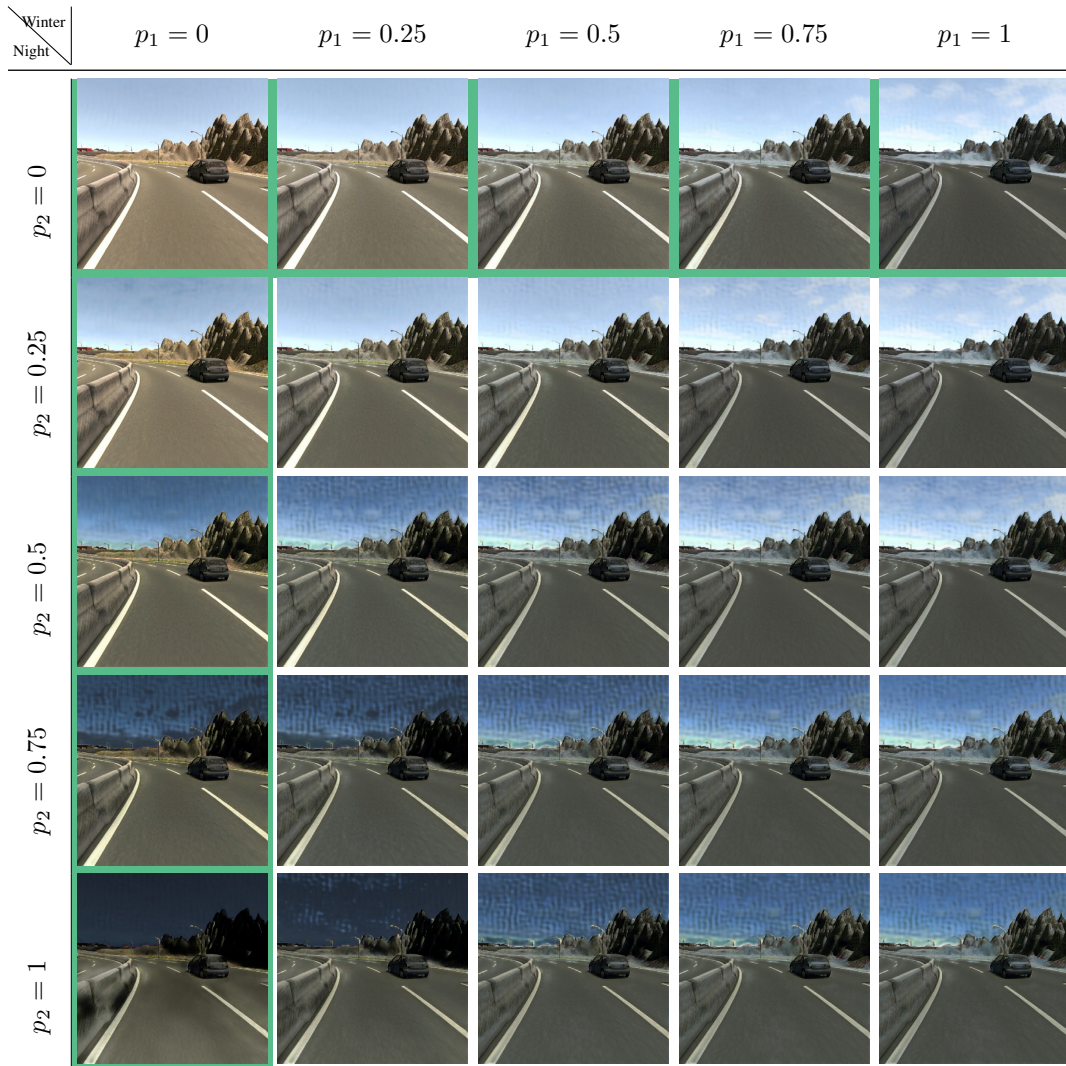 Winter
Night
p₁ = 0
p₁ = 0.25
p₁ = 0.5
p₁ = 0.75
p₁ = 1
p₂ = 0
p₂ = 0.25
p₂ = 0.5
p₂ = 0.75
p₂ = 1